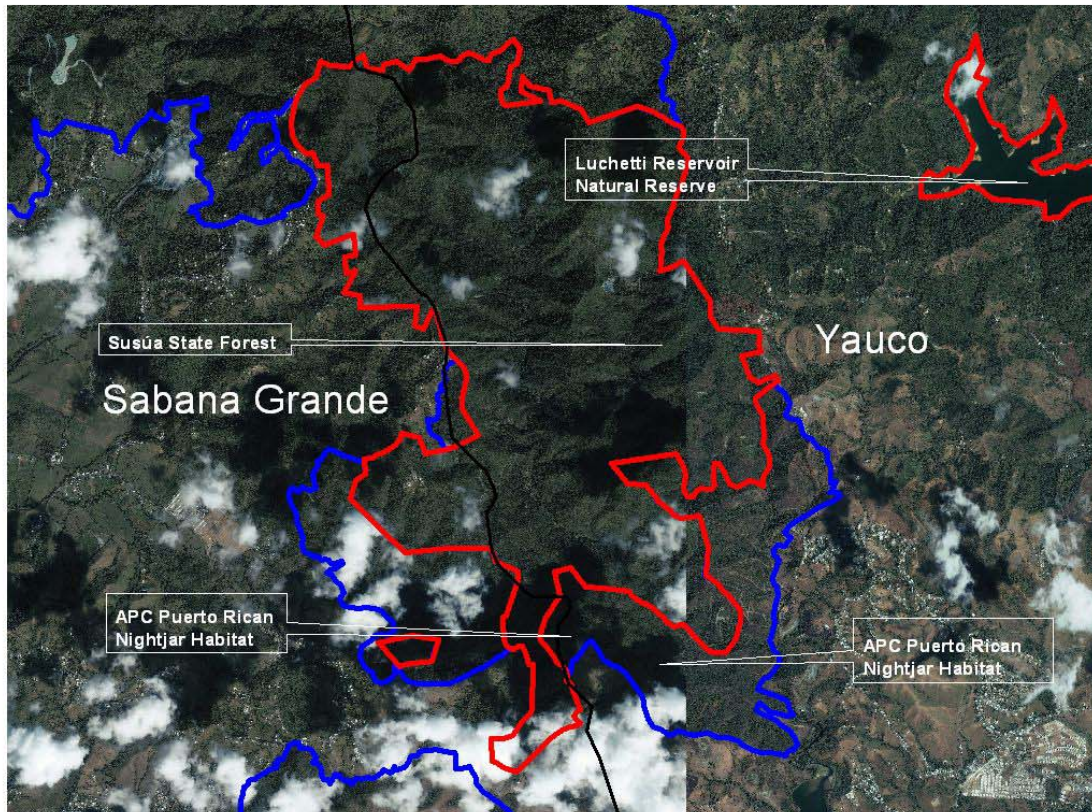 Luchetti Reservoir
Natural Reserve
Yauco
Susúa State Forest
Sabana Grande
APC Puerto Rican
Nightjar Habitat
APC Puerto Rican
Nightjar Habitat